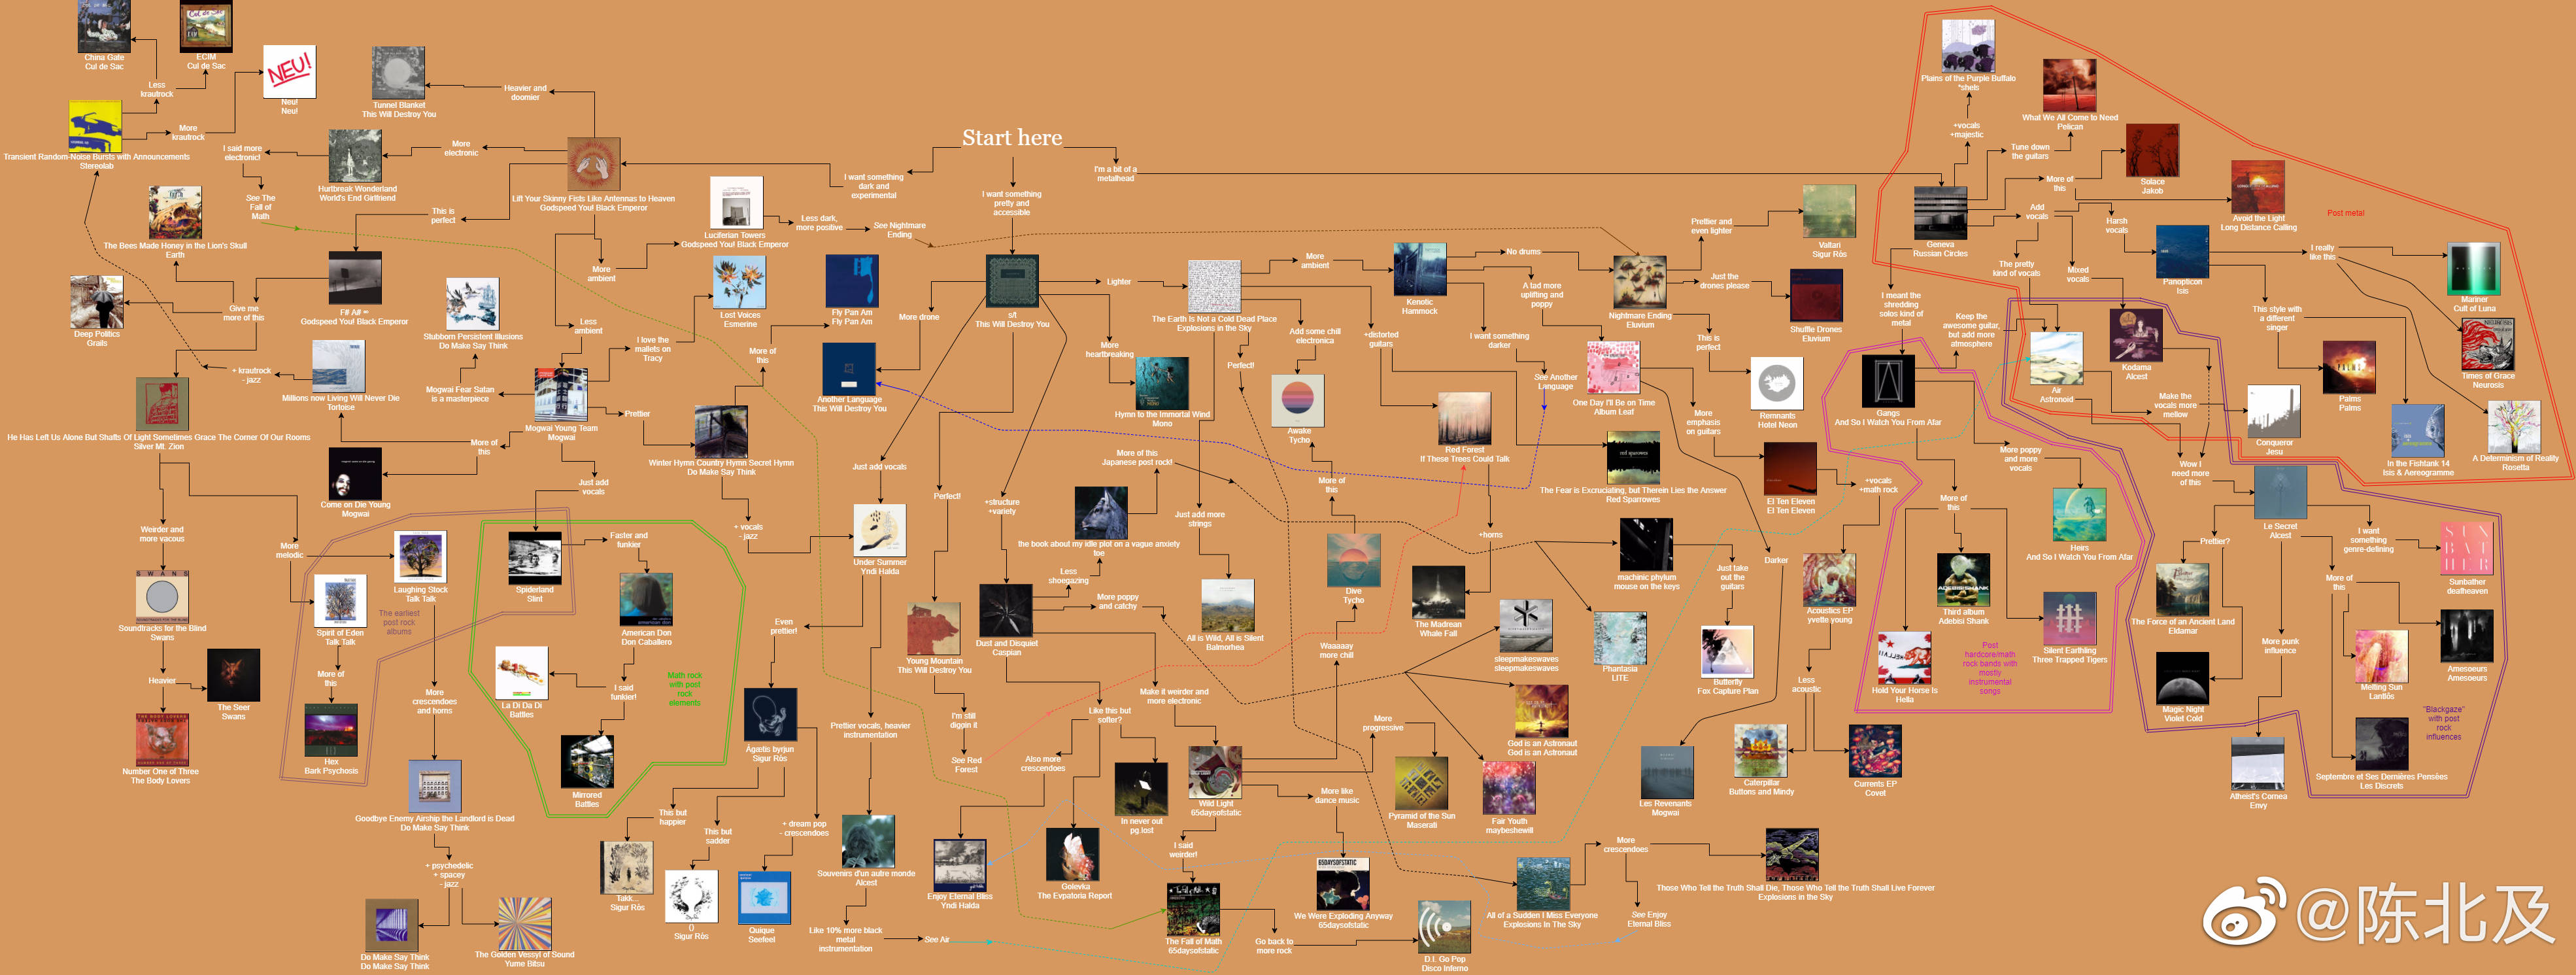 Start here
I want something
dark and
experimental
I want something
pretty and
accessible
I'm a bit of a
metalhead
China Gate
Cul de Sac
ECIM
Cul de Sac
Less
krautrock
NEU!
Neu!
Neu!
More
krautrock
Transient Random-Noise Bursts with Announcements
Stereolab
Tunnel Blanket
This Will Destroy You
Heavier and
doomier
I said more
electronic!
See The
Fall of
Math
Hurtbreak Wonderland
World's End Girlfriend
More
electronic
Lift Your Skinny Fists Like Antennas to Heaven
Godspeed You! Black Emperor
This is
perfect
The Bees Made Honey in the Lion's Skull
Earth
Deep Politics
Grails
Give me
more of this
F# A# ∞
Godspeed You! Black Emperor
More
ambient
Luciferian Towers
Godspeed You! Black Emperor
Less dark,
more positive
See Nightmare
Ending
Less
ambient
Stubborn Persistent Illusions
Do Make Say Think
Mogwai Fear Satan
is a masterpiece
I love the
mallets on
Tracy
Lost Voices
Esmerine
Fly Pan Am
Fly Pan Am
More of
this
Prettier
Mogwai Young Team
Mogwai
+ krautrock
- jazz
Millions now Living Will Never Die
Tortoise
More of
this
Come on Die Young
Mogwai
Winter Hymn Country Hymn Secret Hymn
Do Make Say Think
+ vocals
- jazz
Just add
vocals
He Has Left Us Alone But Shafts Of Light Sometimes Grace The Corner Of Our Rooms
Silver Mt. Zion
Weirder and
more vacous
SWANS
Soundtracks for the Blind
Swans
Heavier
The Seer
Swans
Number One of Three
The Body Lovers
More
melodic
Laughing Stock
Talk Talk
Spirit of Eden
Talk Talk
The earliest
post rock
albums
More of
this
Hex
Bark Psychosis
More
crescendoes
and horns
Goodbye Enemy Airship the Landlord is Dead
Do Make Say Think
+ psychedelic
+ spacey
- jazz
Do Make Say Think
Do Make Say Think
The Golden Vessyl of Sound
Yume Bitsu
Spiderland
Slint
Faster and
funkier
American Don
Don Caballero
I said
funkier!
La Di Da Di
Battles
Mirrored
Battles
Math rock
with post
rock
elements
s/t
This Will Destroy You
More drone
Another Language
This Will Destroy You
Just add vocals
Under Summer
Yndi Halda
Even
prettier!
Ágætis byrjun
Sigur Rós
This but
happier
Takk...
Sigur Rós
This but
sadder
()
Sigur Rós
+ dream pop
- crescendoes
Quique
Seefeel
Prettier vocals, heavier
instrumentation
Souvenirs d'un autre monde
Alcest
Like 10% more black
metal
instrumentation
See Air
Perfect!
Young Mountain
This Will Destroy You
I'm still
diggin it
See Red
Forest
+structure
+variety
Dust and Disquiet
Caspian
Less
shoegazing
the book about my idle plot on a vague anxiety
toe
More of this
Japanese post rock!
More poppy
and catchy
Like this but
softer?
Also more
crescendoes
Enjoy Eternal Bliss
Yndi Halda
Golevka
The Evpatoria Report
In never out
pg.lost
Make it weirder and
more electronic
Wild Light
65daysofstatic
I said
weirder!
The Fall of Math
65daysofstatic
Go back to
more rock
D.I. Go Pop
Disco Inferno
More like
dance music
65DAYSOFSTATIC
We Were Exploding Anyway
65daysofstatic
Waaaaay
more chill
Dive
Tycho
More of
this
Awake
Tycho
More
progressive
Pyramid of the Sun
Maserati
More
heartbreaking
Hymn to the Immortal Wind
Mono
Lighter
The Earth Is Not a Cold Dead Place
Explosions in the Sky
More
ambient
Kenotic
Hammock
Add some chill
electronica
+distorted
guitars
Perfect!
Just add more
strings
All is Wild, All is Silent
Balmorhea
Red Forest
If These Trees Could Talk
+horns
The Madrean
Whale Fall
red sparowes
The Fear is Excruciating, but Therein Lies the Answer
Red Sparrowes
No drums
A tad more
uplifting and
poppy
I want something
darker
See Another
Language
Nightmare Ending
Eluvium
Prettier and
even lighter
Valtari
Sigur Rós
Just the
drones please
Shuffle Drones
Eluvium
This is
perfect
Remnants
Hotel Neon
One Day I'll Be on Time
Album Leaf
More
emphasis
on guitars
El Ten Eleven
El Ten Eleven
+vocals
+math rock
Acoustics EP
yvette young
Less
acoustic
Caterpillar
Buttons and Mindy
Currents EP
Covet
Darker
Les Revenants
Mogwai
machinic phylum
mouse on the keys
Just take
out the
guitars
Butterfly
Fox Capture Plan
Phantasia
LITE
sleepmakeswaves
sleepmakeswaves
God is an Astronaut
God is an Astronaut
Fair Youth
maybeshewill
All of a Sudden I Miss Everyone
Explosions In The Sky
More
crescendoes
See Enjoy
Eternal Bliss
Those Who Tell the Truth Shall Die, Those Who Tell the Truth Shall Live Forever
Explosions in the Sky
Plains of the Purple Buffalo
*shels
+vocals
+majestic
What We All Come to Need
Pelican
Tune down
the guitars
More of
this
Solace
Jakob
Avoid the Light
Long Distance Calling
Post metal
Geneva
Russian Circles
Add
vocals
Harsh
vocals
The pretty
kind of vocals
Mixed
vocals
Panopticon
Isis
I really
like this
Mariner
Cult of Luna
Times of Grace
Neurosis
A Determinism of Reality
Rosetta
This style with
a different
singer
PALMS
Palms
Palms
In the Fishtank 14
Isis & Aereogramme
I meant the
shredding
solos kind of
metal
Keep the
awesome guitar,
but add more
atmosphere
Air
Astronoid
Kodama
Alcest
Make the
vocals more
mellow
Conqueror
Jesu
Wow I
need more
of this
Gangs
And So I Watch You From Afar
More poppy
and more
vocals
Heirs
And So I Watch You From Afar
More of
this
ADEBISI SHANK
Third album
Adebisi Shank
Hold Your Horse Is
Hella
Silent Earthling
Three Trapped Tigers
Post
hardcore/math
rock bands with
mostly
instrumental
songs
Le Secret
Alcest
Prettier?
The Force of an Ancient Land
Eldamar
Magic Night
Violet Cold
More punk
influence
Atheist's Cornea
Envy
I want
something
genre-defining
SUNBATHER
Sunbather
deafheaven
More of
this
Amesoeurs
Amesoeurs
Melting Sun
Lantlôs
Septembre et Ses Dernières Pensées
Les Discrets
"Blackgaze"
with post
rock
influences
@陈北及